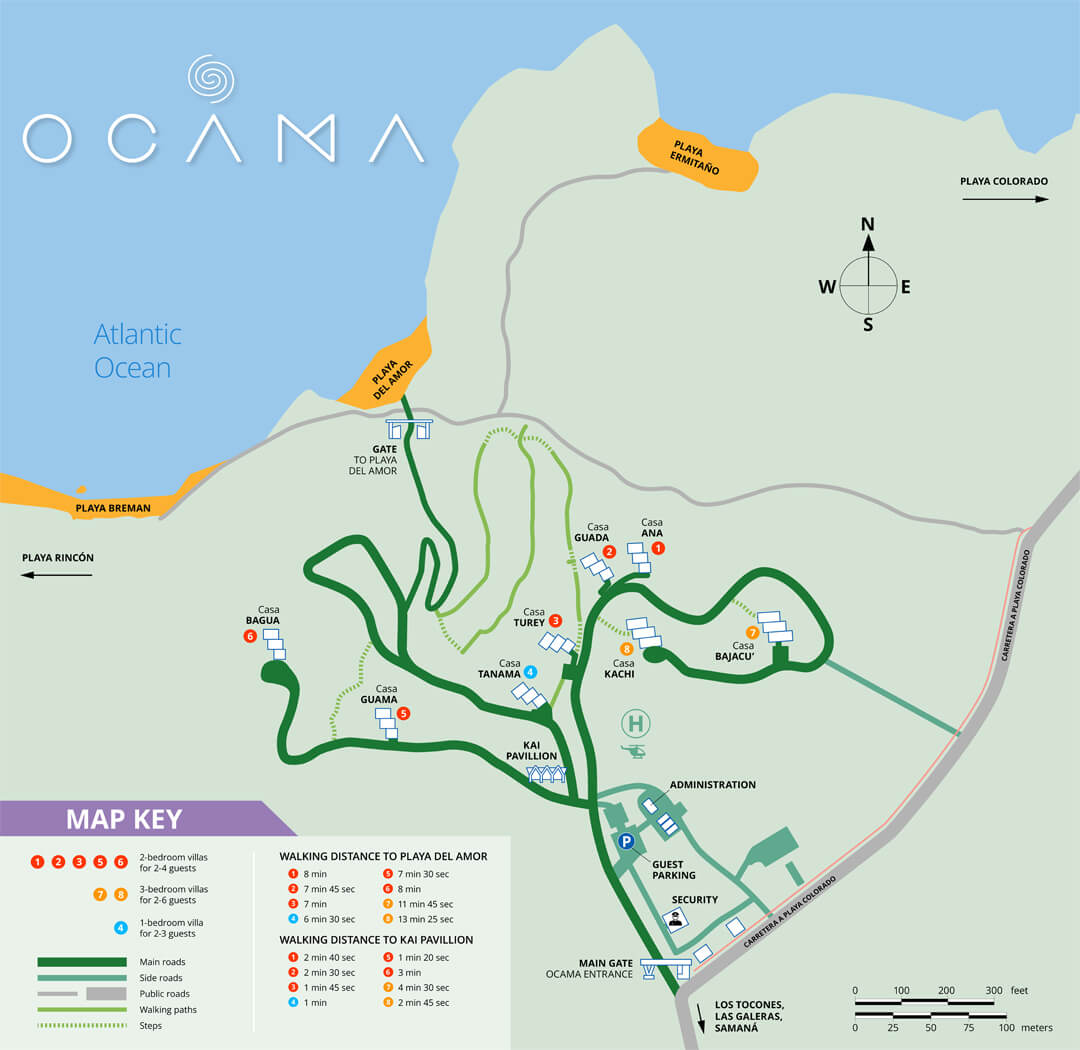 OCAMA
PLAYA
ERMITAÑO
PLAYA COLORADO
N
W
E
S
Atlantic
Ocean
PLAYA
DEL AMOR
GATE
TO PLAYA
DEL AMOR
PLAYA BREMAN
PLAYA RINCÓN
Casa
GUADA
2
Casa
ANA
1
CARRETERA A PLAYA COLORADO
Casa
BAGUA
6
Casa
TUREY
3
7
Casa
BAJACU'
8
Casa
KACHI
Casa
TANAMA
4
Casa
GUAMA
5
H
KAI
PAVILLION
ADMINISTRATION
P
GUEST
PARKING
SECURITY
CARRETERA A PLAYA COLORADO
MAIN GATE
OCAMA ENTRANCE
LOS TOCONES,
LAS GALERAS,
SAMANÁ
0 100 200 300 feet
0 25 50 75 100 meters
MAP KEY
1 2 3 5 6 2-bedroom villas
for 2-4 guests
7 8 3-bedroom villas
for 2-6 guests
4 1-bedroom villa
for 2-3 guests
Main roads
Side roads
Public roads
Walking paths
Steps
WALKING DISTANCE TO PLAYA DEL AMOR
1 8 min 5 7 min 30 sec
2 7 min 45 sec 6 8 min
3 7 min 7 11 min 45 sec
4 6 min 30 sec 8 13 min 25 sec
WALKING DISTANCE TO KAI PAVILLION
1 2 min 40 sec 5 1 min 20 sec
2 2 min 30 sec 6 3 min
3 1 min 45 sec 7 4 min 30 sec
4 1 min 8 2 min 45 sec